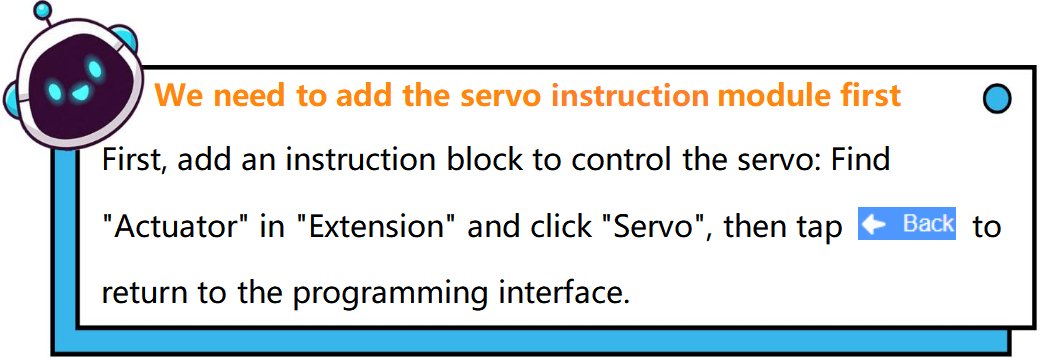 We need to add the servo instruction module first
First, add an instruction block to control the servo: Find
"Actuator" in "Extension" and click "Servo", then tap Back to
return to the programming interface.